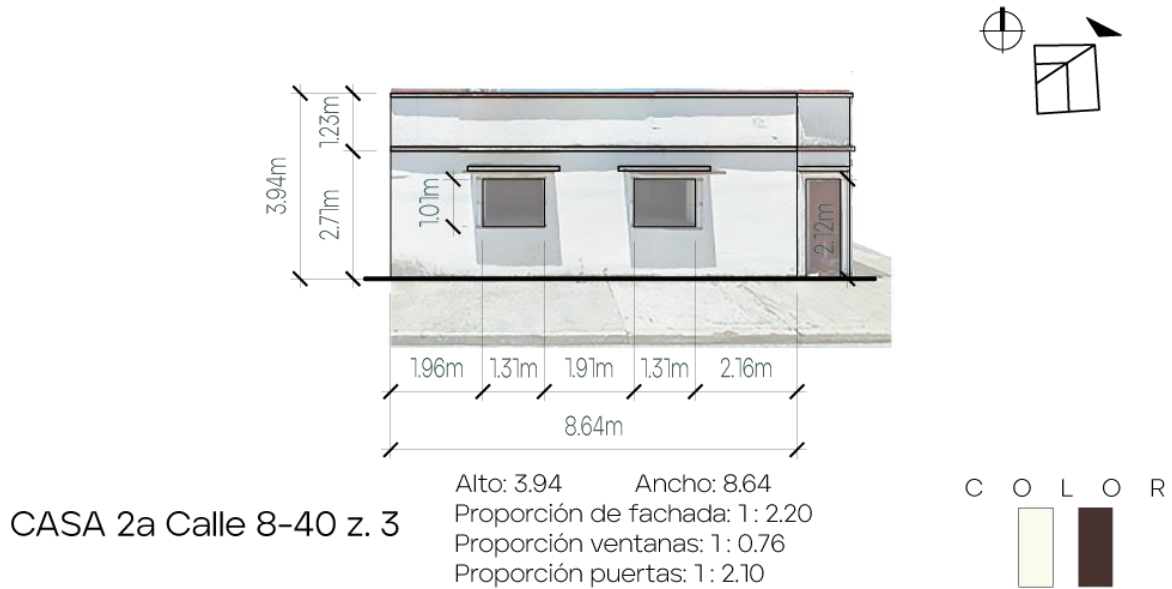 3.94m
1.23m
2.71m
1.01m
2.12m
1.96m 1.31m 1.91m 1.31m 2.16m
8.64m
Alto: 3.94 Ancho: 8.64
Proporción de fachada: 1 : 2.20
Proporción ventanas: 1 : 0.76
Proporción puertas: 1 : 2.10
CASA 2a Calle 8-40 z. 3
C O L O R